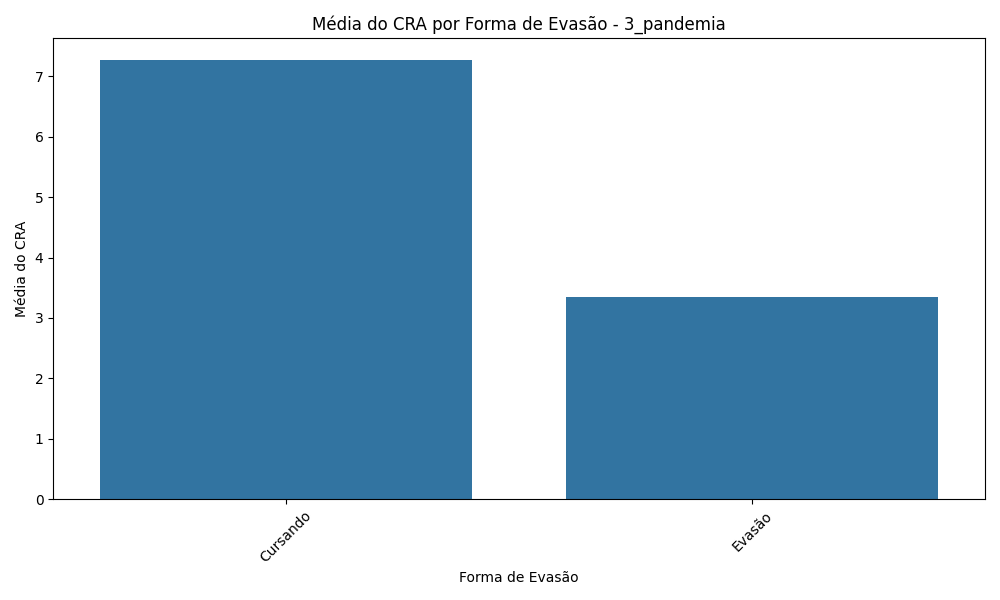 Média do CRA por Forma de Evasão - 3_pandemia
Média do CRA
7
6
5
4
3
2
1
0
Cursando
Evasão
Forma de Evasão